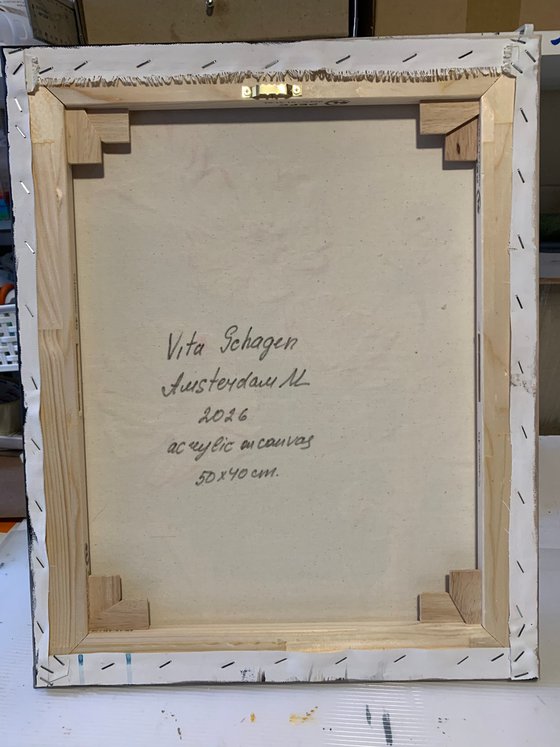 Vita Schagen
Amsterdam NL
2026
acrylic on canvas
50x40 cm.